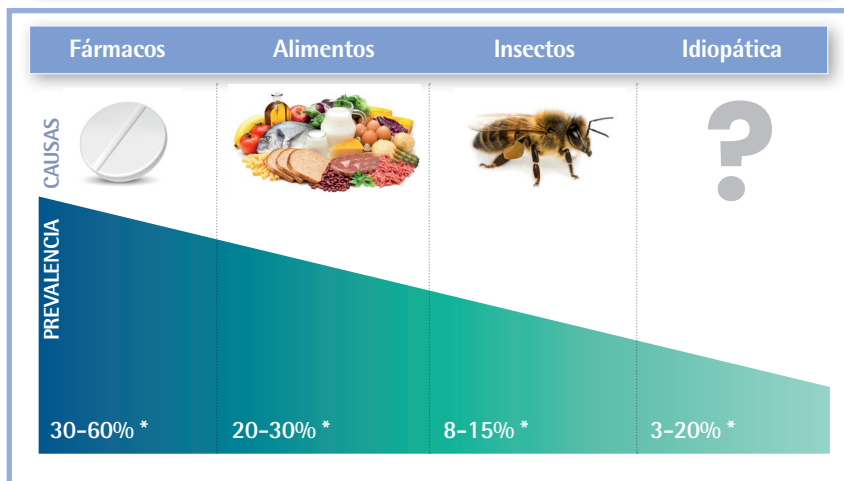 Fármacos Alimentos Insectos Idiopática
CAUSAS
?
PREVALENCIA
30-60% * 20-30% * 8-15% * 3-20% *